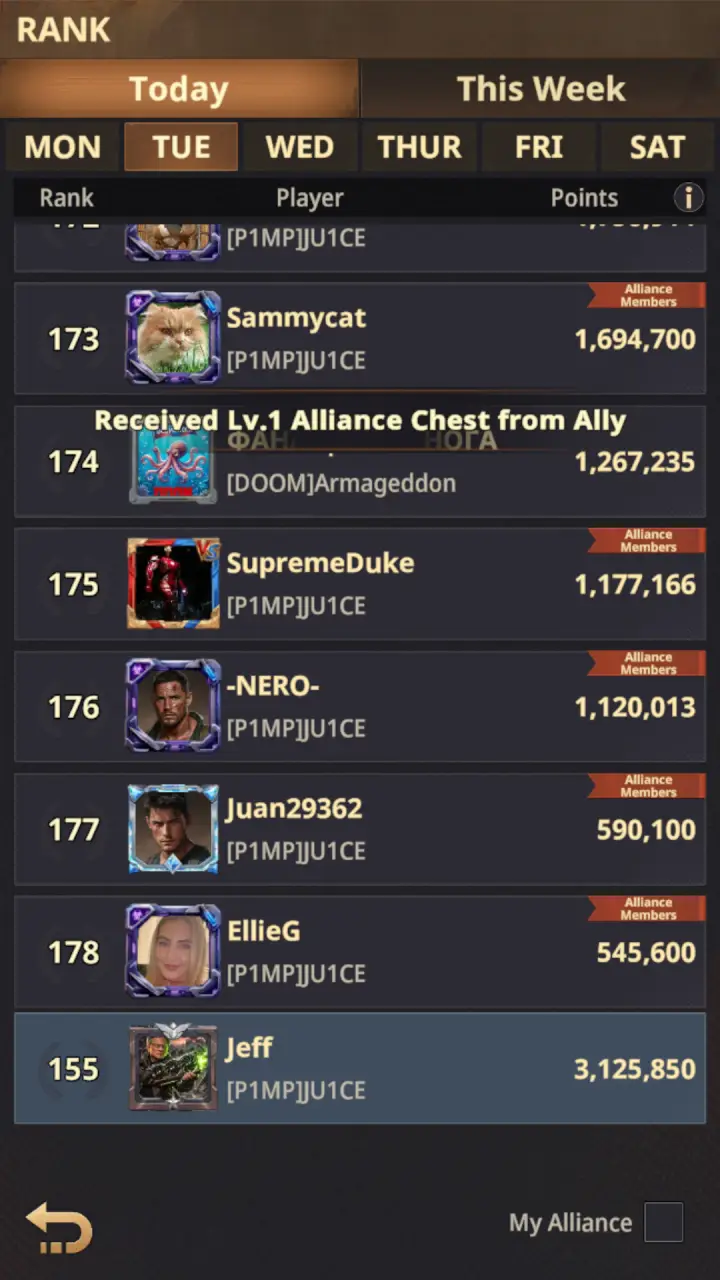 RANK
Today
This Week
MON TUE WED THUR FRI SAT
Rank Player Points
[P1MP]JU1CE
Alliance
Members
173
Sammycat
[P1MP]JU1CE
1,694,700
Received Lv.1 Alliance Chest from Ally
174
[DOOM]Armageddon
1,267,235
Alliance
Members
175
SupremeDuke
[P1MP]JU1CE
1,177,166
Alliance
Members
176
-NERO-
[P1MP]JU1CE
1,120,013
Alliance
Members
177
Juan29362
[P1MP]JU1CE
590,100
Alliance
Members
178
EllieG
[P1MP]JU1CE
545,600
155
Jeff
[P1MP]JU1CE
3,125,850
My Alliance